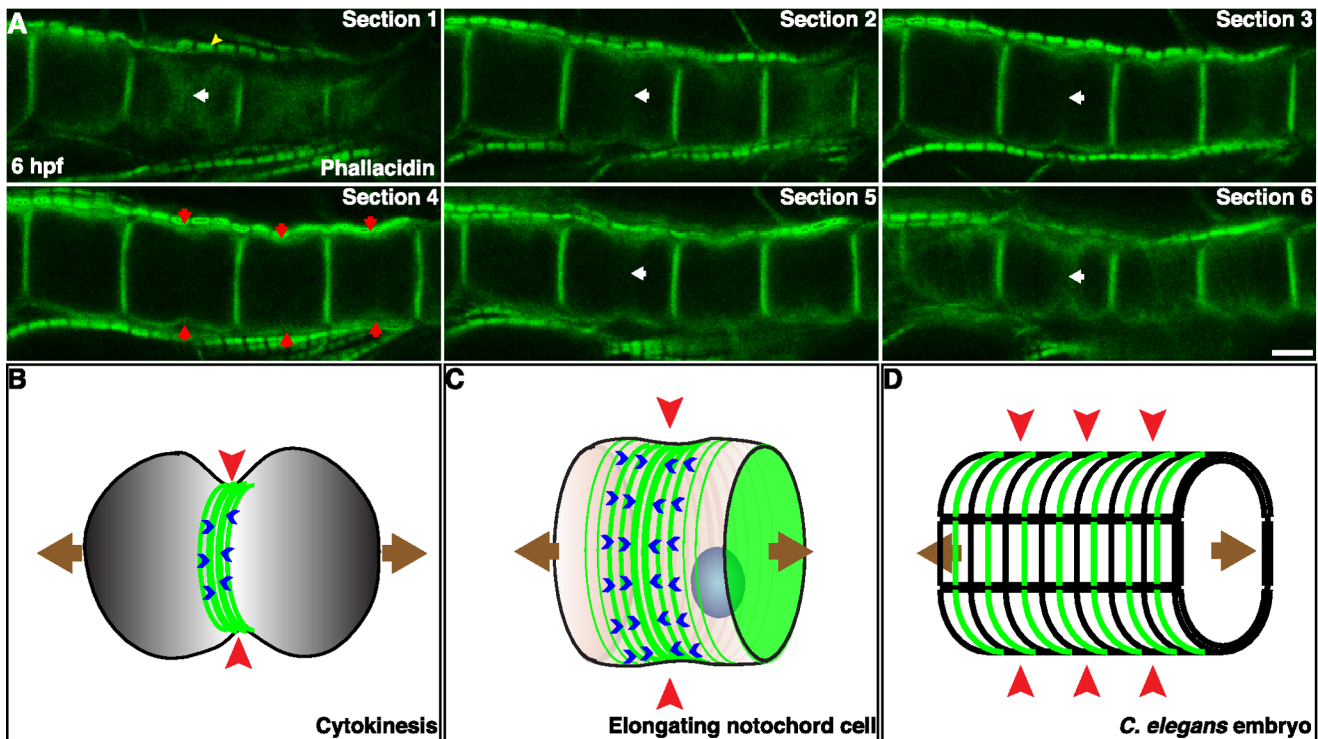 A
Section 1
Section 2
Section 3
6 hpf
Phallacidin
Section 4
Section 5
Section 6
B
C
D
Cytokinesis
Elongating notochord cell
C. elegans embryo